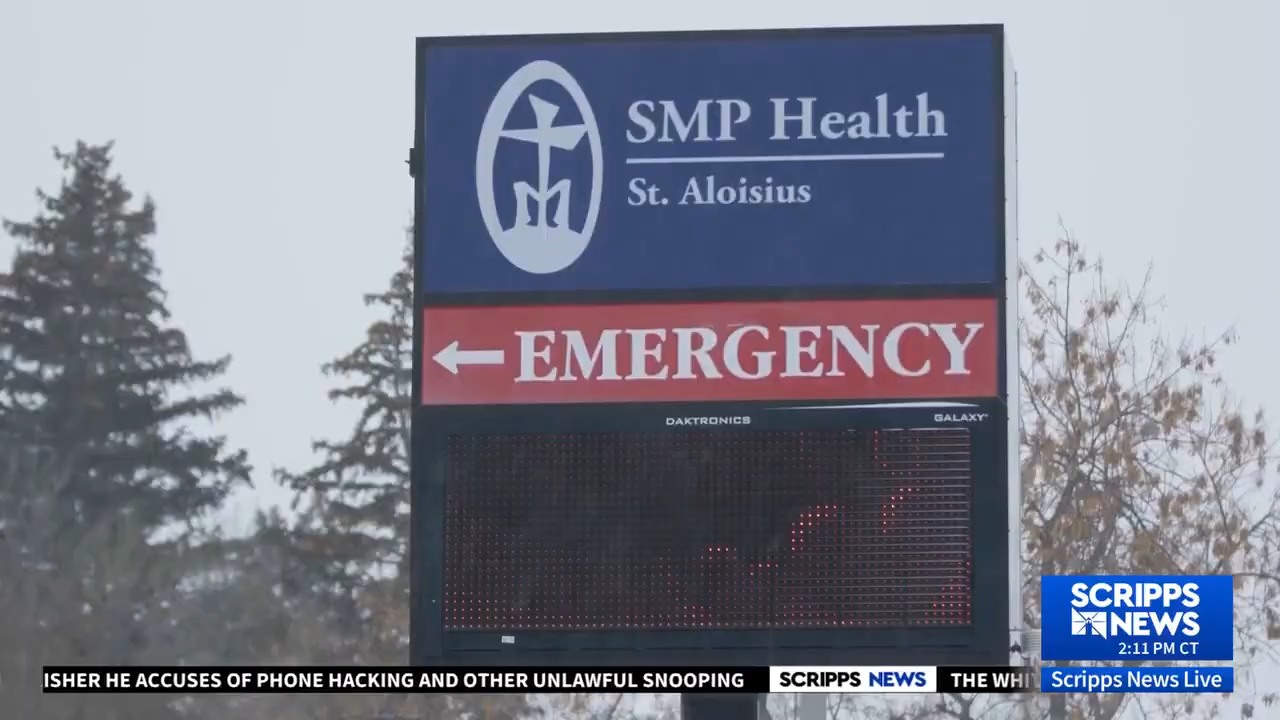 SMP Health
St. Aloisius
EMERGENCY
DAKTRONICS
GALAXY
SCRIPPS
NEWS
2:11 PM CT
ISHER HE ACCUSES OF PHONE HACKING AND OTHER UNLAWFUL SNOOPING
SCRIPPS NEWS
THE WHI
Scripps News Live